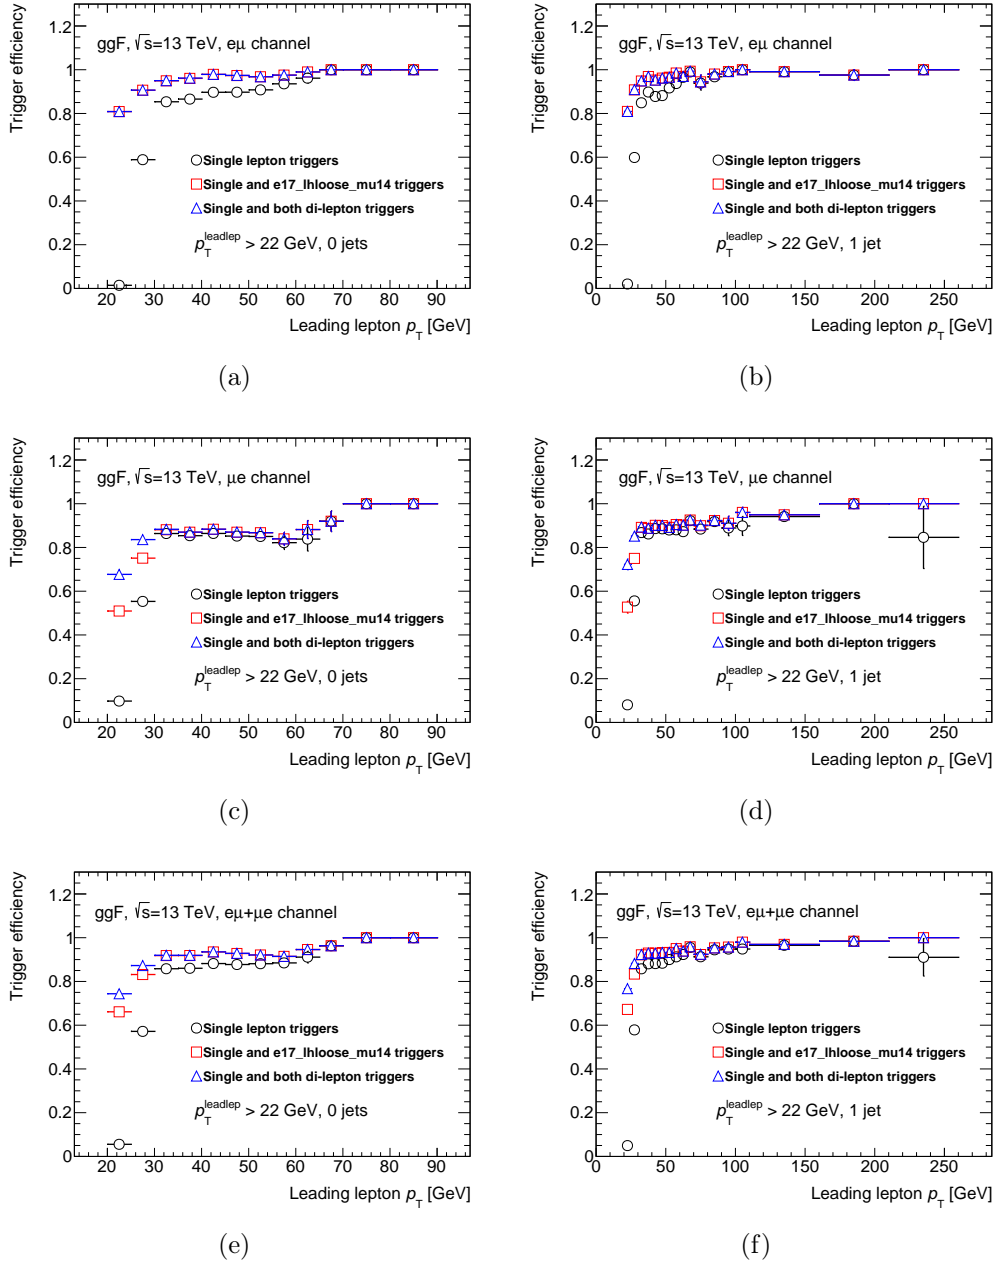 ggF, √s=13 TeV, eμ channel
Trigger efficiency
1.2
1
0.8
0.6
0.4
0.2
0
Single lepton triggers
Single and e17_lhloose_mu14 triggers
Single and both di-lepton triggers
p_T^leadlep > 22 GeV, 0 jets
20 30 40 50 60 70 80 90
Leading lepton p_T [GeV]
(a)
ggF, √s=13 TeV, eμ channel
Trigger efficiency
1.2
1
0.8
0.6
0.4
0.2
0
Single lepton triggers
Single and e17_lhloose_mu14 triggers
Single and both di-lepton triggers
p_T^leadlep > 22 GeV, 1 jet
0 50 100 150 200 250
Leading lepton p_T [GeV]
(b)
ggF, √s=13 TeV, μe channel
Trigger efficiency
1.2
1
0.8
0.6
0.4
0.2
0
Single lepton triggers
Single and e17_lhloose_mu14 triggers
Single and both di-lepton triggers
p_T^leadlep > 22 GeV, 0 jets
20 30 40 50 60 70 80 90
Leading lepton p_T [GeV]
(c)
ggF, √s=13 TeV, μe channel
Trigger efficiency
1.2
1
0.8
0.6
0.4
0.2
0
Single lepton triggers
Single and e17_lhloose_mu14 triggers
Single and both di-lepton triggers
p_T^leadlep > 22 GeV, 1 jet
0 50 100 150 200 250
Leading lepton p_T [GeV]
(d)
ggF, √s=13 TeV, eμ+μe channel
Trigger efficiency
1.2
1
0.8
0.6
0.4
0.2
0
Single lepton triggers
Single and e17_lhloose_mu14 triggers
Single and both di-lepton triggers
p_T^leadlep > 22 GeV, 0 jets
20 30 40 50 60 70 80 90
Leading lepton p_T [GeV]
(e)
ggF, √s=13 TeV, eμ+μe channel
Trigger efficiency
1.2
1
0.8
0.6
0.4
0.2
0
Single lepton triggers
Single and e17_lhloose_mu14 triggers
Single and both di-lepton triggers
p_T^leadlep > 22 GeV, 1 jet
0 50 100 150 200 250
Leading lepton p_T [GeV]
(f)